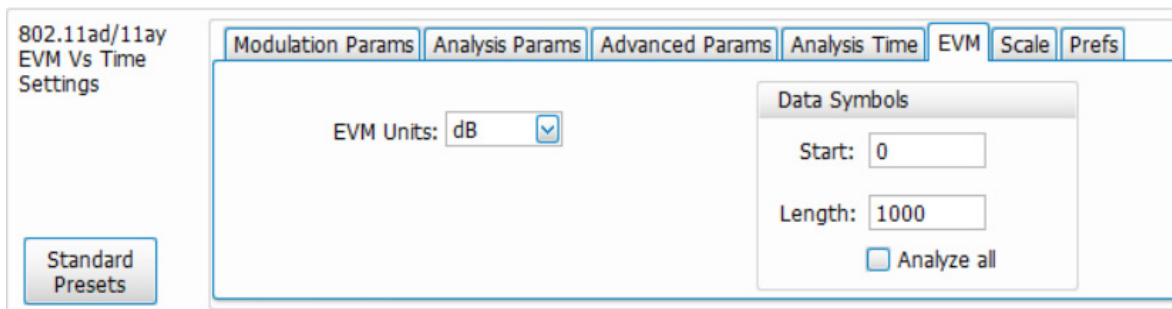 802.11ad/11ay
EVM Vs Time
Settings
Modulation Params Analysis Params Advanced Params Analysis Time EVM Scale Prefs
EVM Units: dB
Data Symbols
Start: 0
Length: 1000
Analyze all
Standard
Presets